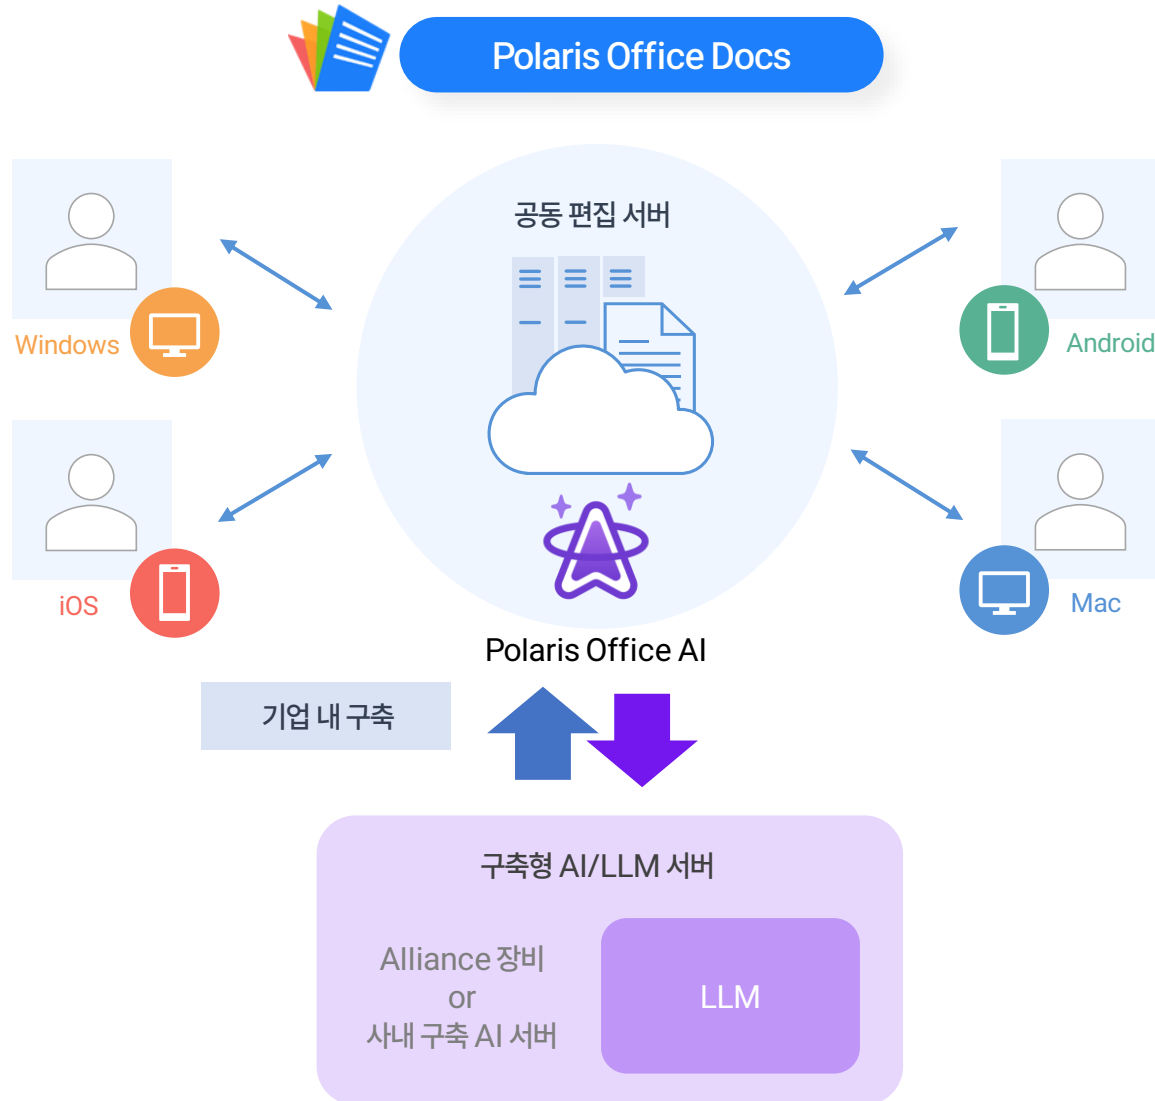 Polaris Office Docs
공동 편집 서버
Windows
Android
iOS
Mac
Polaris Office AI
기업 내 구축
구축형 AI/LLM 서버
Alliance 장비
or
사내 구축 AI 서버
LLM